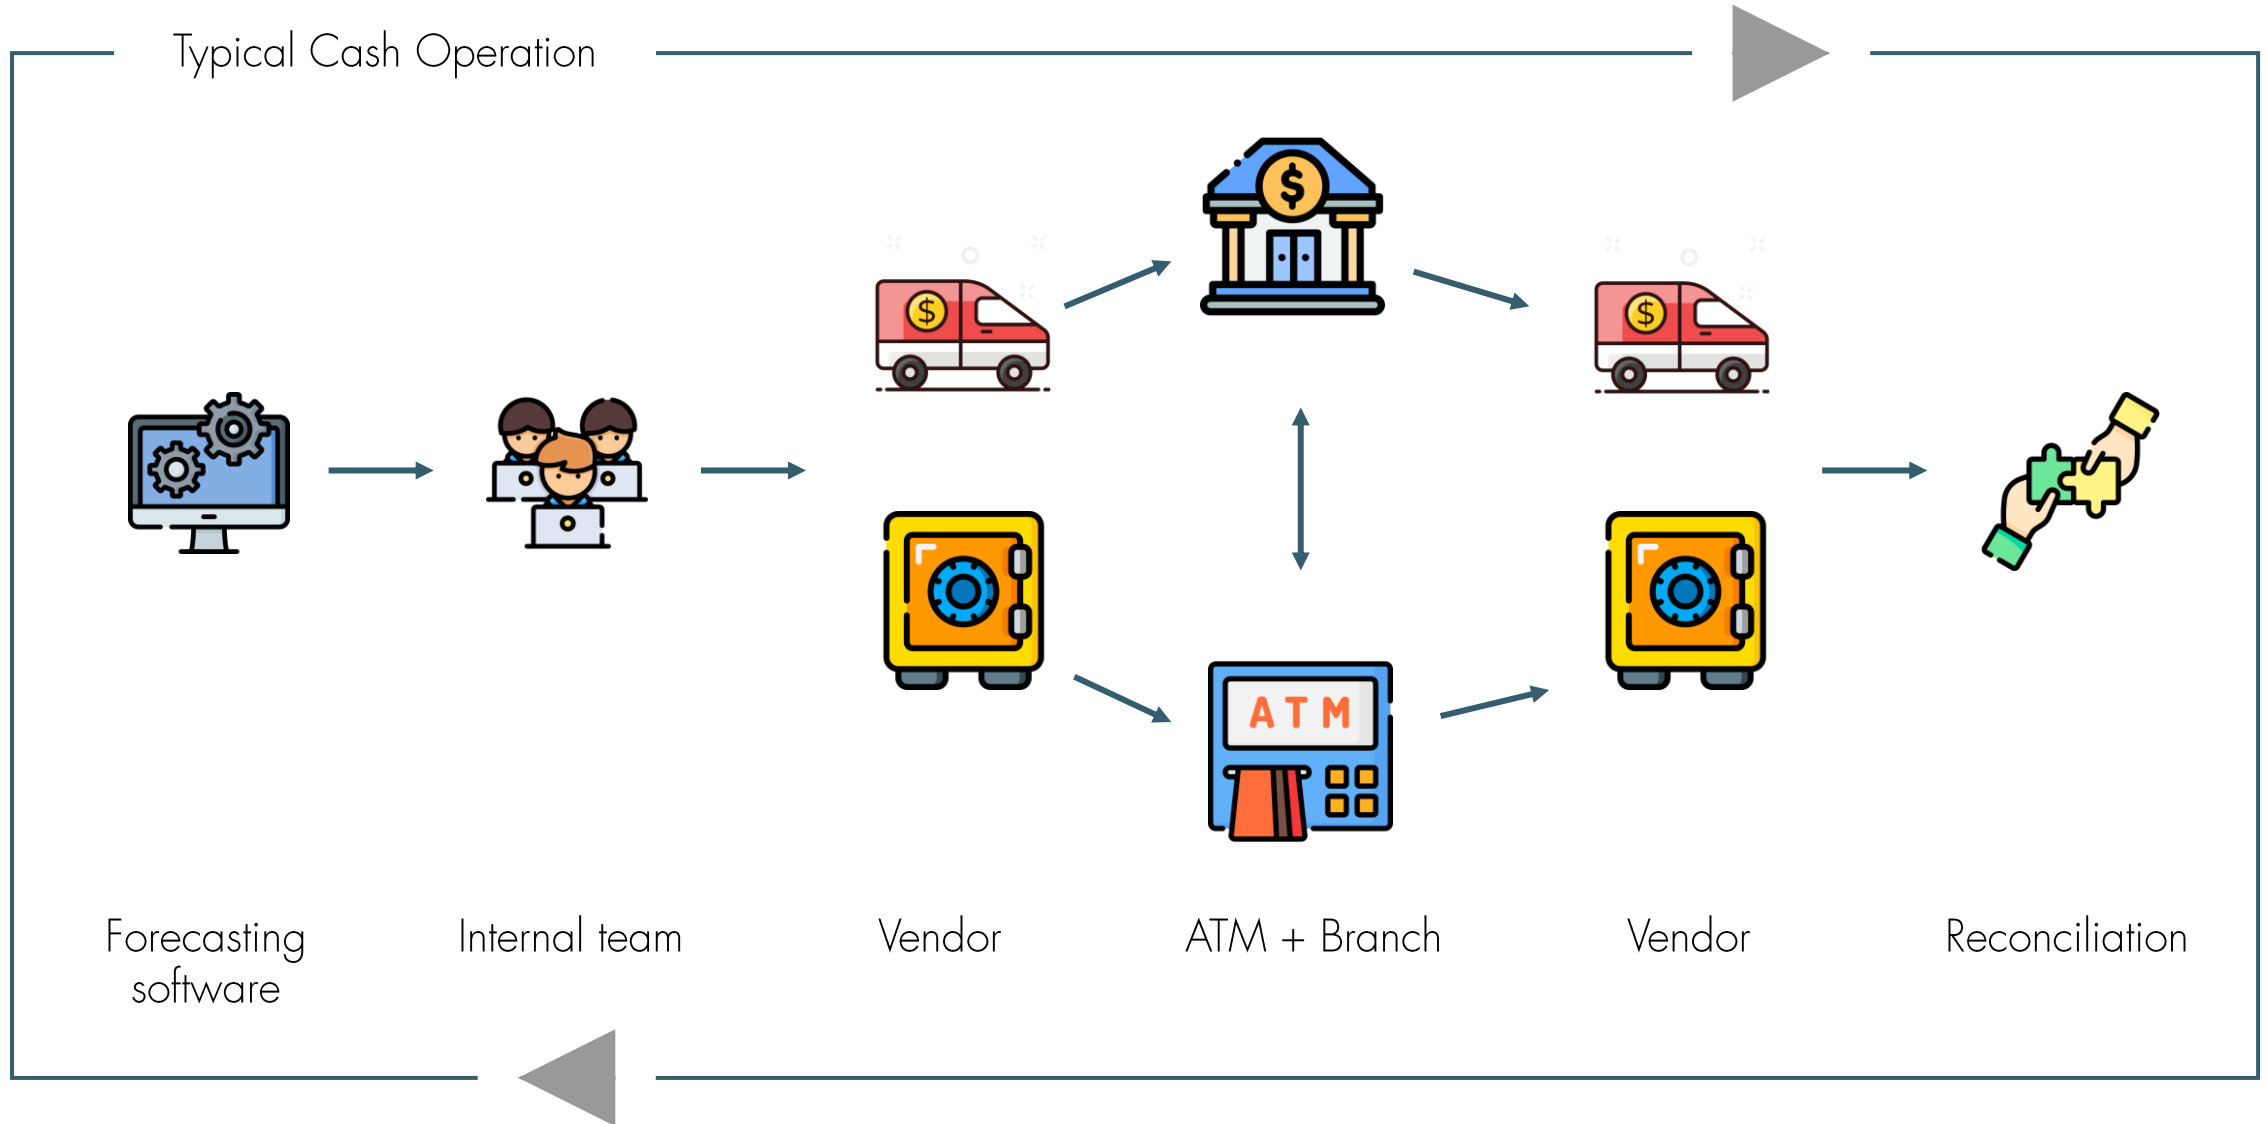 Typical Cash Operation
$
$
$
ATM
Forecasting
software
Internal team
Vendor
ATM + Branch
Vendor
Reconciliation